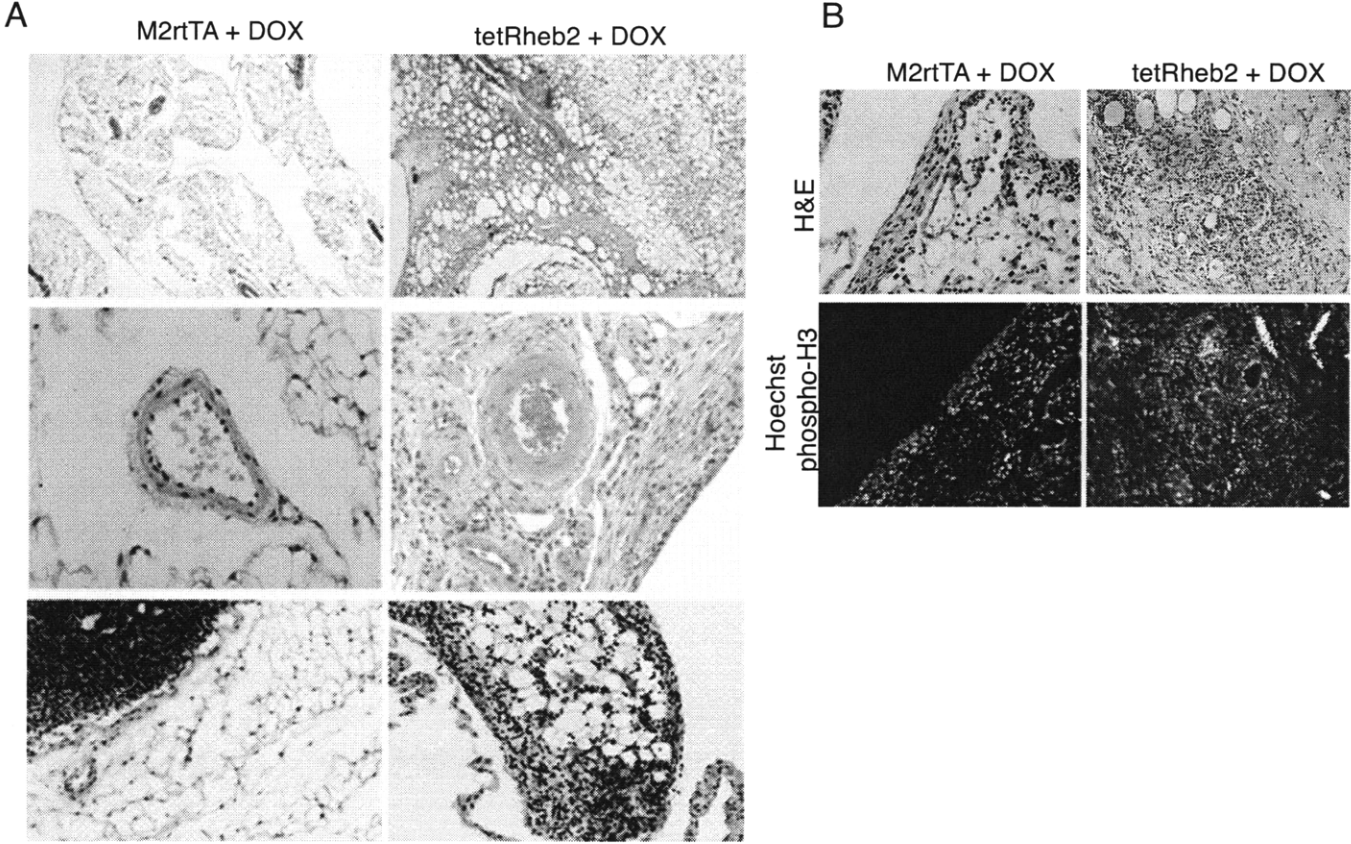 A
M2rtTA + DOX
tetRheb2 + DOX
B
M2rtTA + DOX
tetRheb2 + DOX
H&E
Hoechst
phospho-H3